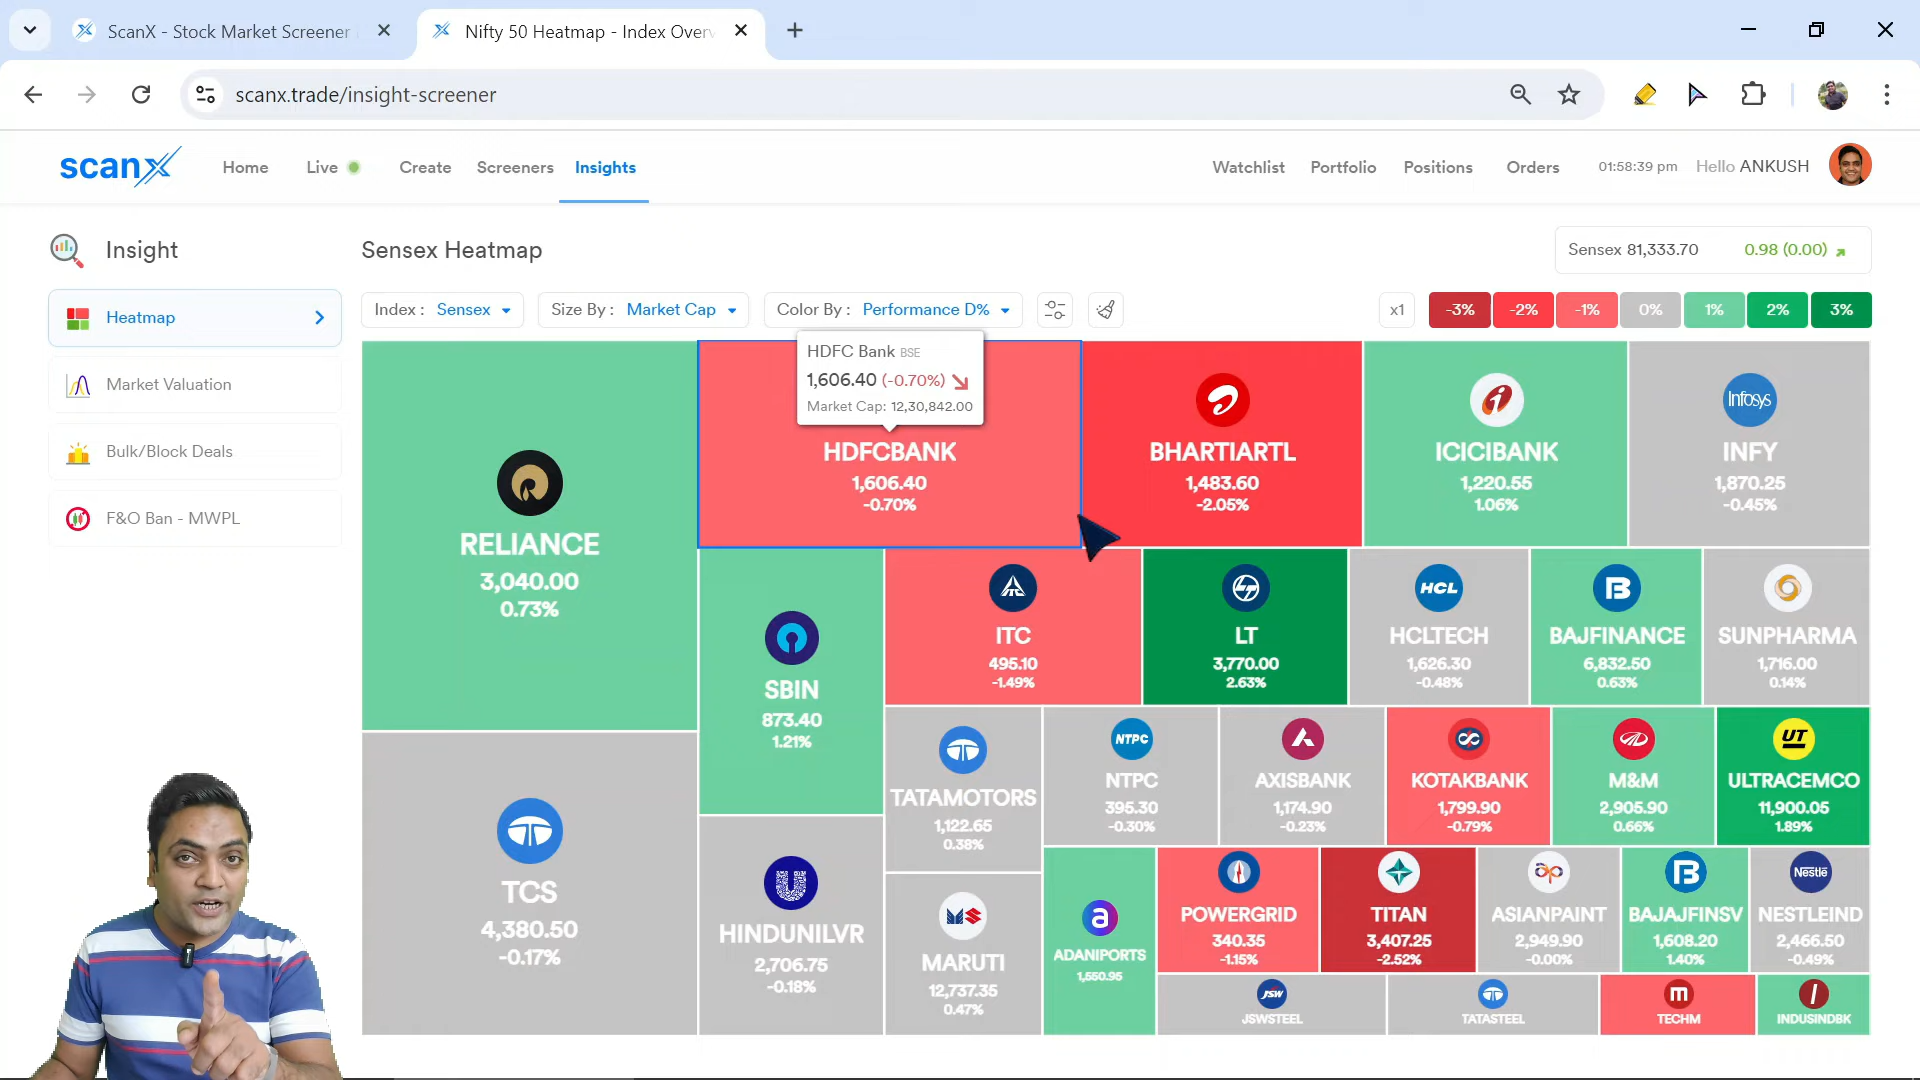 ScanX - Stock Market Screener
Nifty 50 Heatmap - Index Overv
scanx.trade/insight-screener
scanX
Home
Live
Create
Screeners
Insights
Watchlist
Portfolio
Positions
Orders
01:58:39 pm
Hello ANKUSH
Insight
Heatmap
Market Valuation
Bulk/Block Deals
F&O Ban - MWPL
Sensex Heatmap
Sensex 81,333.70 0.98 (0.00)
Index : Sensex
Size By : Market Cap
Color By : Performance D%
x1
-3%
-2%
-1%
0%
1%
2%
3%
HDFC Bank BSE
1,606.40 (-0.70%)
Market Cap: 12,30,842.00
RELIANCE
3,040.00
0.73%
HDFCBANK
1,606.40
-0.70%
BHARTIARTL
1,483.60
-2.05%
ICICIBANK
1,220.55
1.06%
Infosys
INFY
1,870.25
-0.45%
SBIN
873.40
1.21%
ITC
495.10
-1.49%
LT
3,770.00
2.63%
HCL
HCLTECH
1,626.30
-0.48%
BAJFINANCE
6,832.50
0.63%
SUNPHARMA
1,716.00
0.14%
TCS
4,380.50
-0.17%
HINDUNILVR
2,706.75
-0.18%
TATAMOTORS
1,122.65
0.38%
NTPC
NTPC
395.30
-0.30%
AXISBANK
1,174.90
-0.23%
KOTAKBANK
1,799.90
-0.79%
M&M
2,905.90
0.66%
UT
ULTRACEMCO
11,900.05
1.89%
MARUTI
12,737.35
0.47%
a
ADANIPORTS
1,550.95
POWERGRID
340.35
-1.15%
TITAN
3,407.25
-2.52%
ap
ASIANPAINT
2,949.90
-0.00%
BAJAJFINSV
1,608.20
1.40%
Nestle
NESTLEIND
2,466.50
-0.49%
JSW
JSWSTEEL
TATASTEEL
m
TECHM
INDUSINDBK